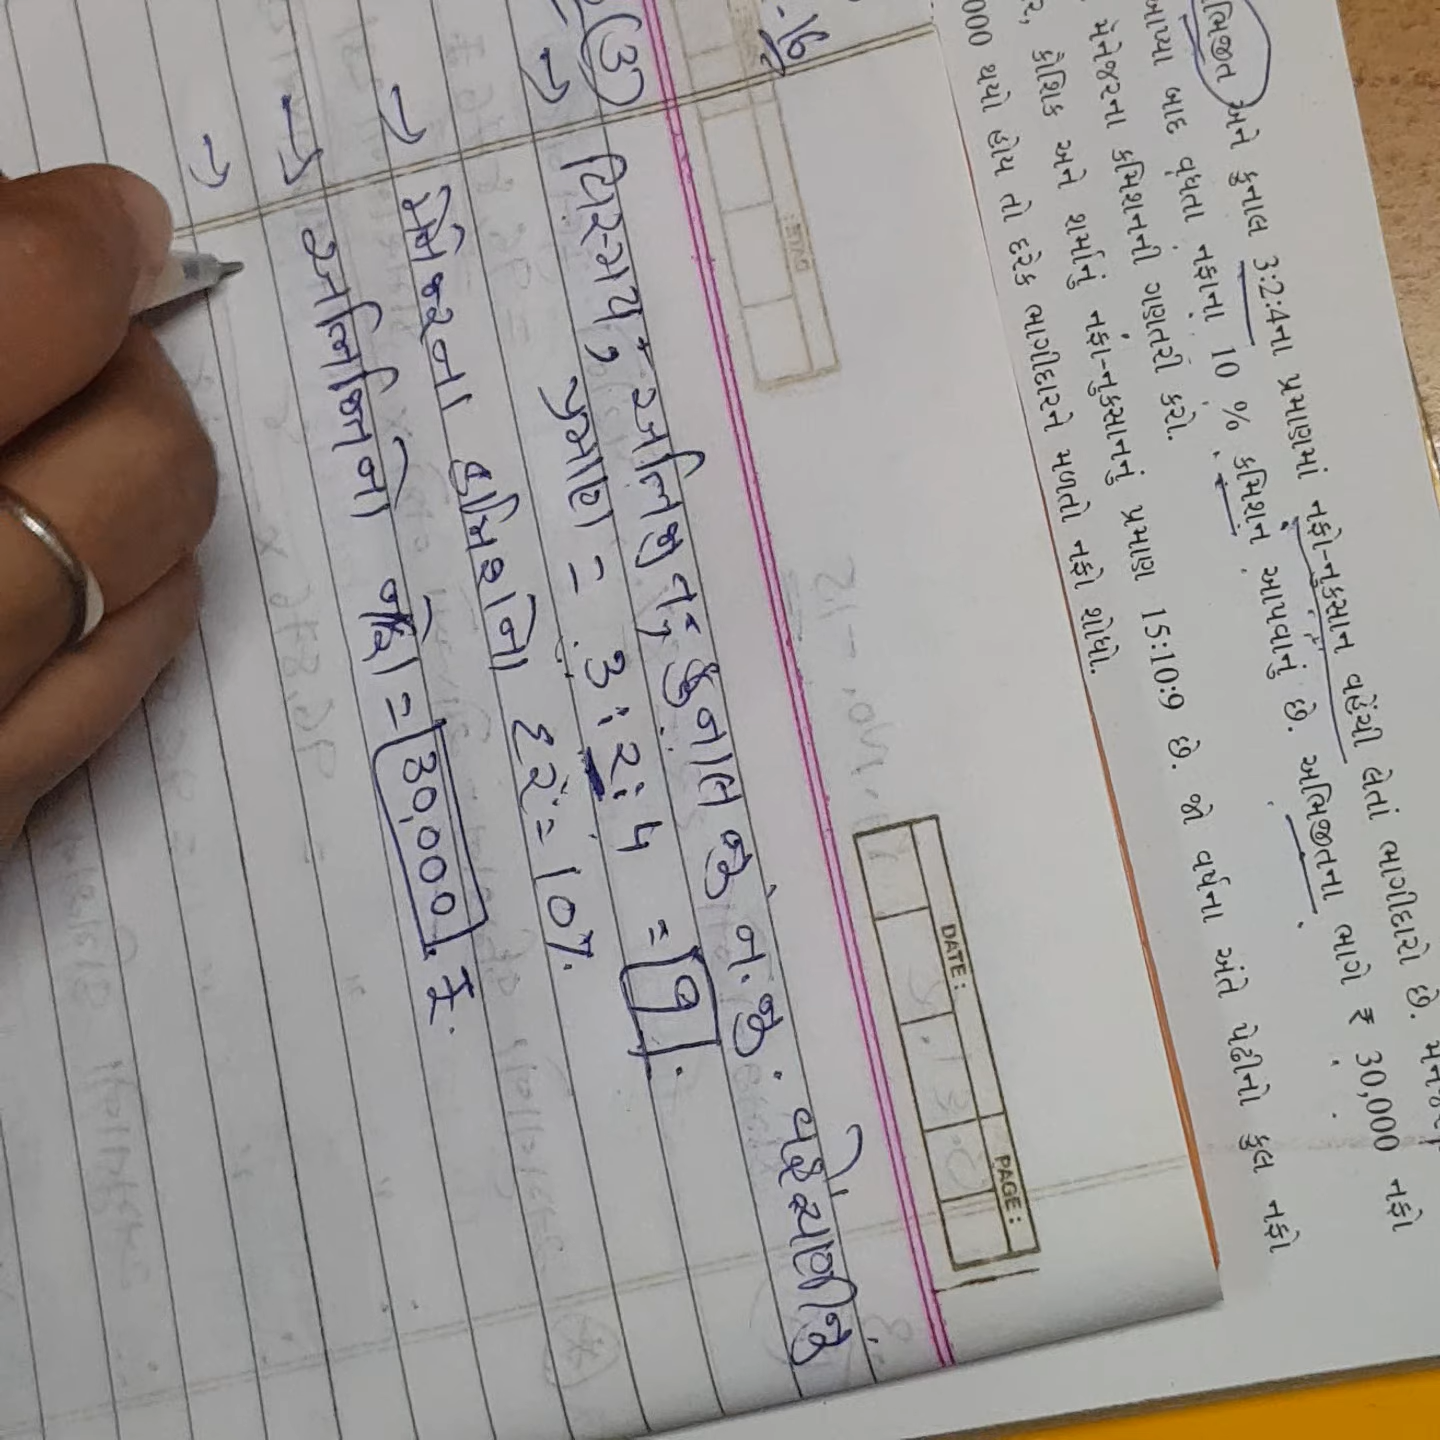 મિજીત અને કુનાલ 3:2:4ના પ્રમાણમાં નફો-નુકસાન વહેંચી લેતાં ભાગીદારો છે.
આપ્યા બાદ વધતા નફાના 10 % કમિશન આપવાનું છે. અભિજીતના ભાગે ₹ 30,000 નફો
મેનેજરના કમિશનની ગણતરી કરો.
ર, કૌશિક અને શર્માનું નફા-નુકસાનનું પ્રમાણ 15:10:9 છે. જો વર્ષના અંતે પેઢીનો કુલ નફો
000 થયો હોય તો દરેક ભાગીદારને મળતો નફો શોધો.
DATE: PAGE:
(3)
ચિરસ્મય, અભિજીત, કુનાલ નું ન.નુ. વહેંચણીનું
પ્રમાણ = 3:2:4 = 9.
→ મેનેજરના કમિશનનો દર = 10%.
→ અભિજીતનો નફો = 30,000 રૂ.
→